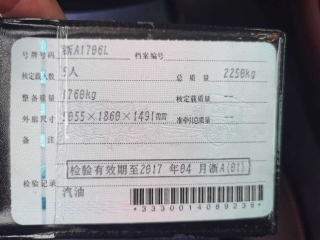 号牌号码 浙A1706L 档案编号
核定载人数 5人 总质量 2250kg
整备质量 1760kg 核定载质量 --
外廓尺寸 5055×1860×1491mm 准牵引总质量 --
备注
检验有效期至2017年04月浙A(01)
检验记录
汽油
*3330014089236*